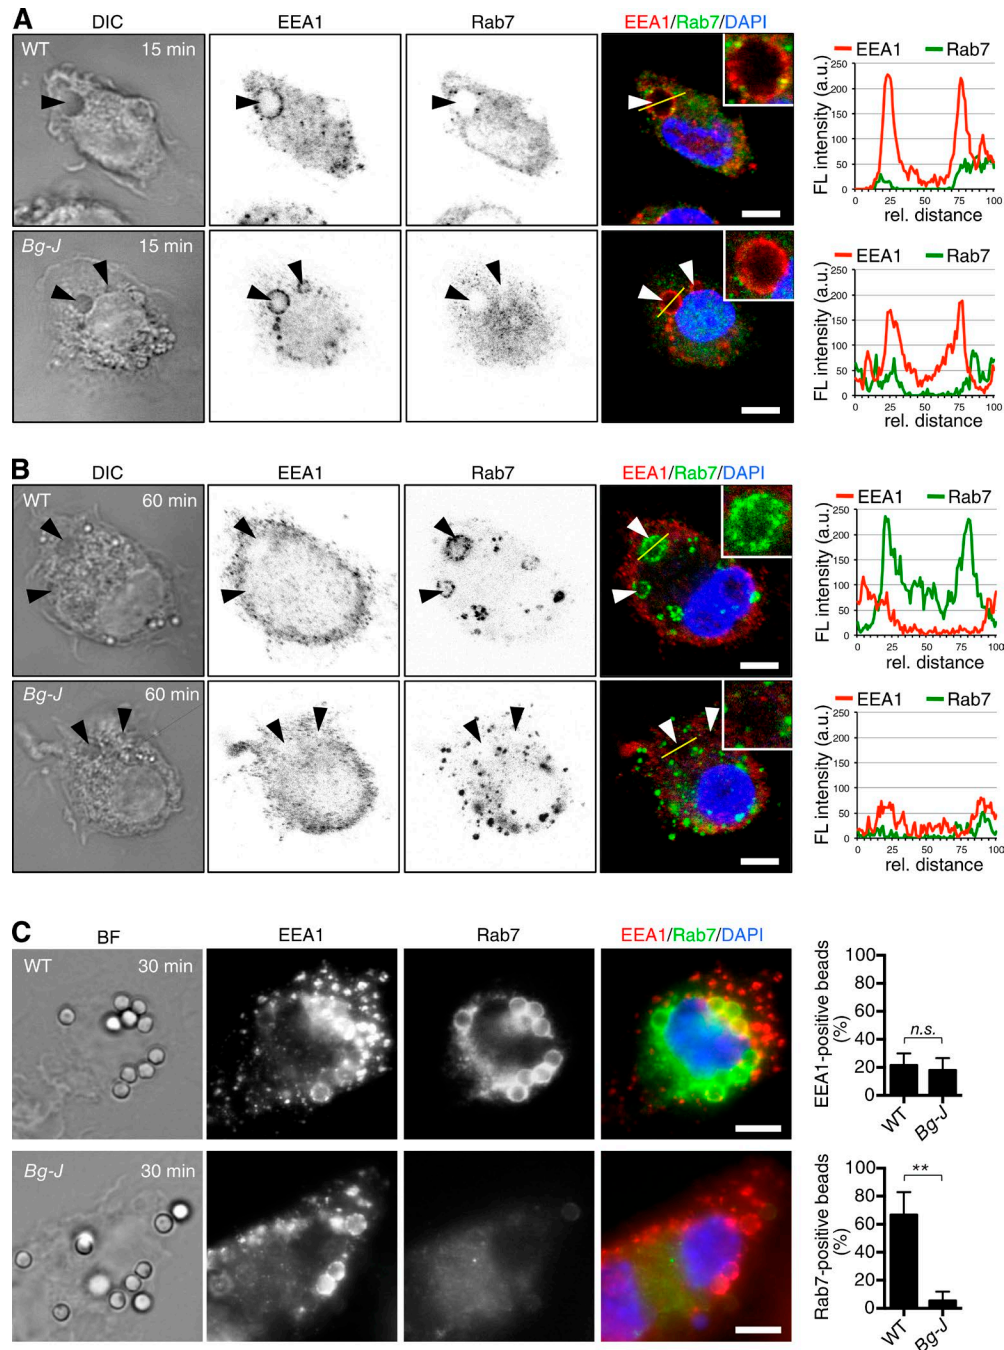 A
DIC
EEA1
Rab7
EEA1/Rab7/DAPI
WT
15 min
EEA1
Rab7
FL intensity (a.u.)
250
200
150
100
50
0
0
25
50
75
100
rel. distance
Bg-J
15 min
EEA1
Rab7
FL intensity (a.u.)
250
200
150
100
50
0
0
25
50
75
100
rel. distance
B
DIC
EEA1
Rab7
EEA1/Rab7/DAPI
WT
60 min
EEA1
Rab7
FL intensity (a.u.)
250
200
150
100
50
0
0
25
50
75
100
rel. distance
Bg-J
60 min
EEA1
Rab7
FL intensity (a.u.)
250
200
150
100
50
0
0
25
50
75
100
rel. distance
C
BF
EEA1
Rab7
EEA1/Rab7/DAPI
WT
30 min
EEA1-positive beads
(%)
100
80
60
40
20
0
n.s.
WT
Bg-J
Bg-J
30 min
Rab7-positive beads
(%)
100
80
60
40
20
0
**
WT
Bg-J